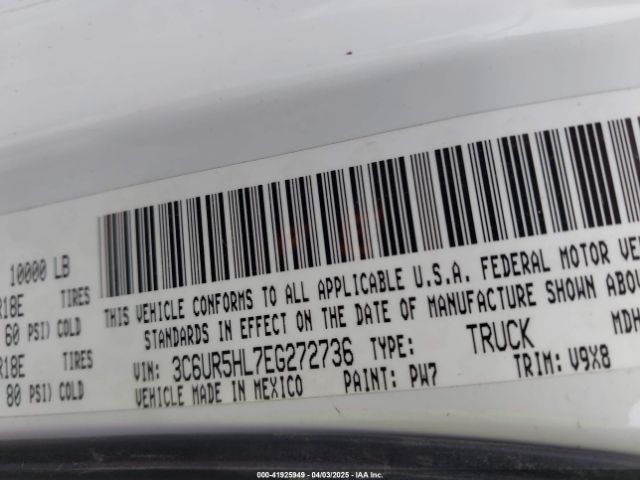 10000 LB
R18E TIRES
60 PSI) COLD
R18E TIRES
80 PSI) COLD
THIS VEHICLE CONFORMS TO ALL APPLICABLE U.S.A. FEDERAL MOTOR VE
STANDARDS IN EFFECT ON THE DATE OF MANUFACTURE SHOWN ABOV
VIN: 3C6UR5HL7EG272736 TYPE: TRUCK MDH
VEHICLE MADE IN MEXICO PAINT: PW7 TRIM: V9X8
000-41925949 | 04/03/2025 | IAA Inc.